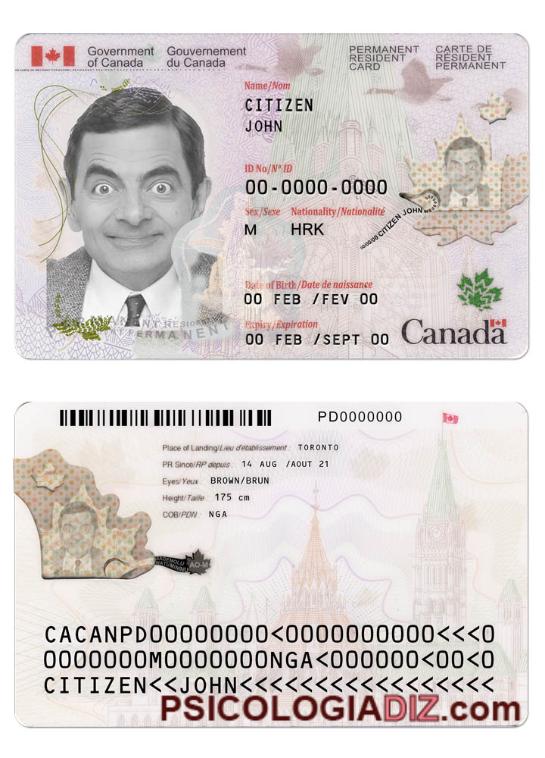 Government of Canada
Gouvernement du Canada
PERMANENT RESIDENT CARD
CARTE DE RÉSIDENT PERMANENT
Name/Nom
CITIZEN
JOHN
ID No/Nº ID
00-0000-0000
Sex/Sexe Nationality/Nationalité
M HRK
CITIZEN JOHN
Date of Birth/Date de naissance
00 FEB /FEV 00
Expiry/Expiration
00 FEB /SEPT 00
Canada
PERMANENT
PD0000000
Place of Landing/Lieu d'établissement : TORONTO
PR Since/RP depuis : 14 AUG /AOUT 21
Eyes/Yeux : BROWN/BRUN
Height/Taille : 175 cm
COB/PDN : NGA
AO-M
CACANPD00000000<0000000000<<<0
0000000M0000000NGA<000000<00<0
CITIZEN<<JOHN<<<<<<<<<<<<<<<<<
PSICOLOGIADIZ.com